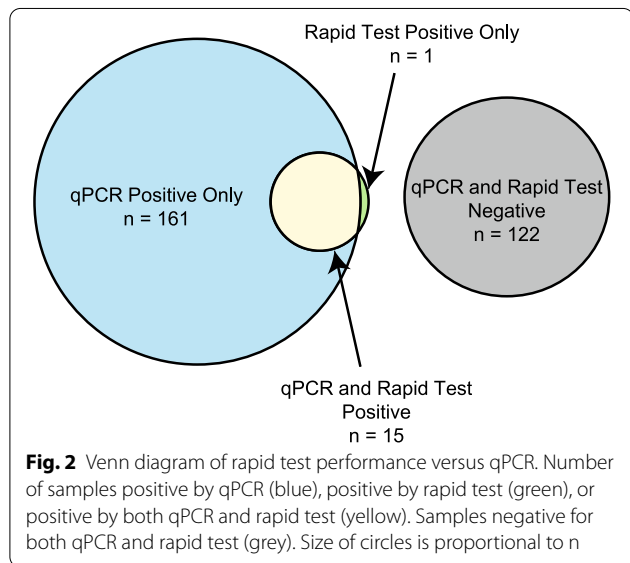 Rapid Test Positive Only
n = 1
qPCR Positive Only
n = 161
qPCR and Rapid Test
Negative
n = 122
qPCR and Rapid Test
Positive
n = 15
Fig. 2 Venn diagram of rapid test performance versus qPCR. Number
of samples positive by qPCR (blue), positive by rapid test (green), or
positive by both qPCR and rapid test (yellow). Samples negative for
both qPCR and rapid test (grey). Size of circles is proportional to n